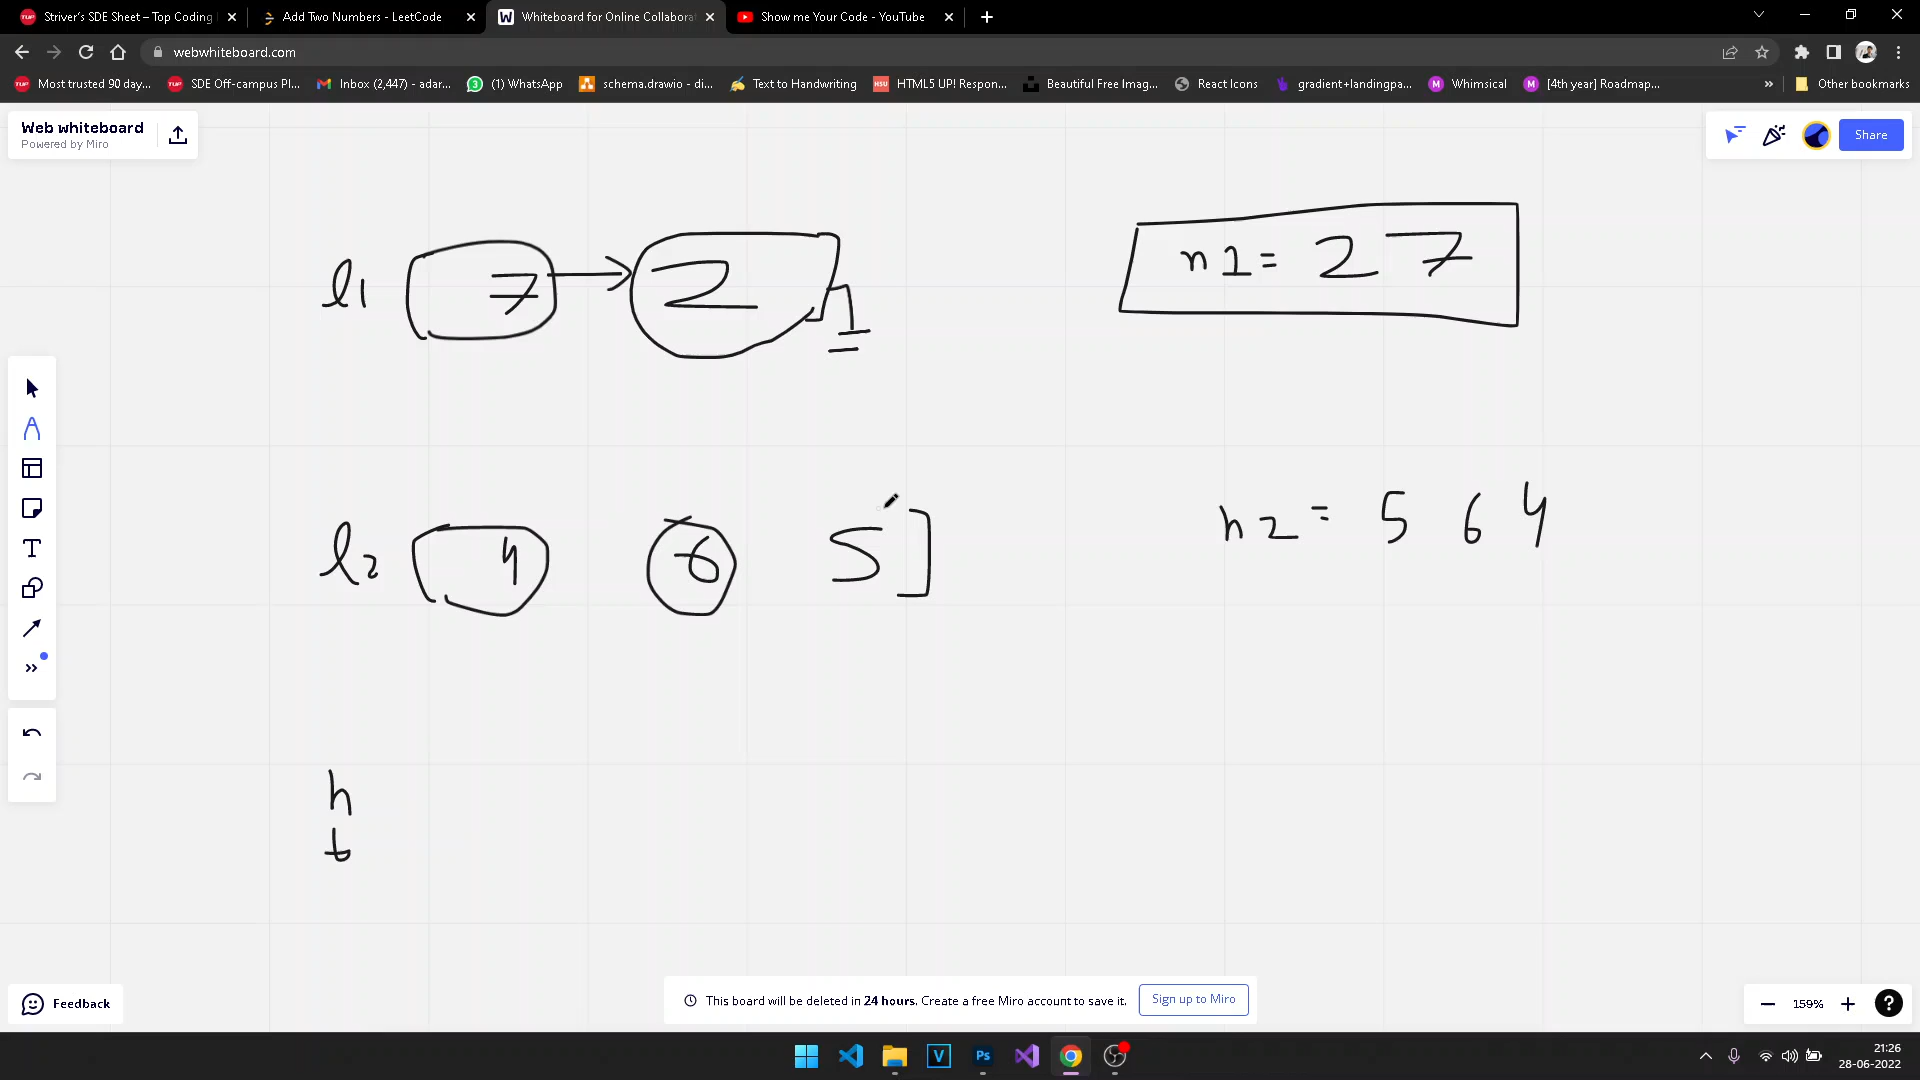 Striver's SDE Sheet – Top Coding
Add Two Numbers - LeetCode
Whiteboard for Online Collabora
Show me Your Code - YouTube
webwhiteboard.com
Most trusted 90 day...
SDE Off-campus Pl...
Inbox (2,447) - adar...
(1) WhatsApp
schema.drawio - di...
Text to Handwriting
HTML5 UP! Respon...
Beautiful Free Imag...
React Icons
gradient+landingpa...
Whimsical
[4th year] Roadmap...
»
Other bookmarks
Web whiteboard
Powered by Miro
Share
l1 7 2
n1 = 2 7
l2 4 6 5]
n2 = 5 6 4
h
t
Feedback
This board will be deleted in 24 hours. Create a free Miro account to save it.
Sign up to Miro
159%
21:26
28-06-2022